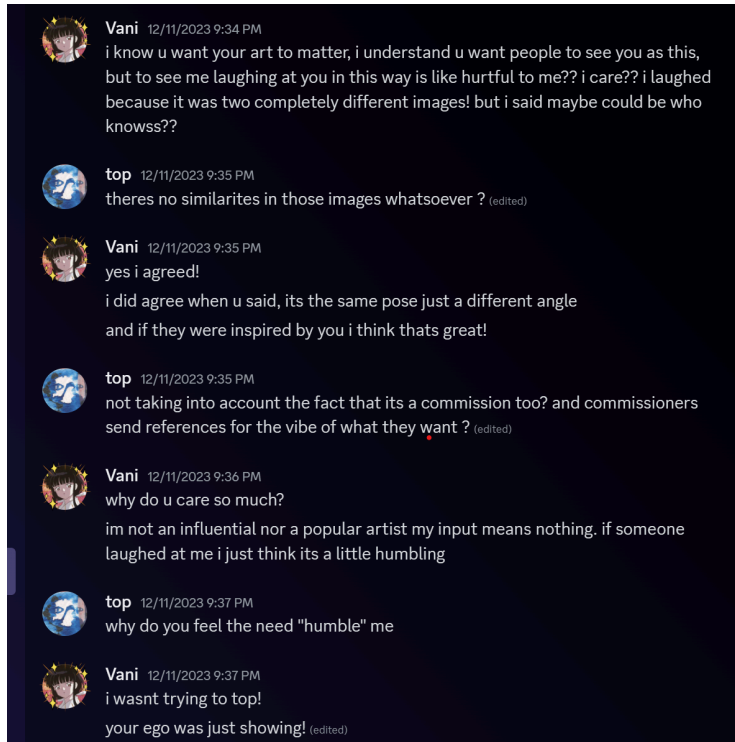 Vani 12/11/2023 9:34 PM
i know u want your art to matter, i understand u want people to see you as this,
but to see me laughing at you in this way is like hurtful to me?? i care?? i laughed
because it was two completely different images! but i said maybe could be who
knowss??
top 12/11/2023 9:35 PM
theres no similarites in those images whatsoever ? (edited)
Vani 12/11/2023 9:35 PM
yes i agreed!
i did agree when u said, its the same pose just a different angle
and if they were inspired by you i think thats great!
top 12/11/2023 9:35 PM
not taking into account the fact that its a commission too? and commissioners
send references for the vibe of what they want ? (edited)
Vani 12/11/2023 9:36 PM
why do u care so much?
im not an influential nor a popular artist my input means nothing. if someone
laughed at me i just think its a little humbling
top 12/11/2023 9:37 PM
why do you feel the need "humble" me
Vani 12/11/2023 9:37 PM
i wasnt trying to top!
your ego was just showing! (edited)